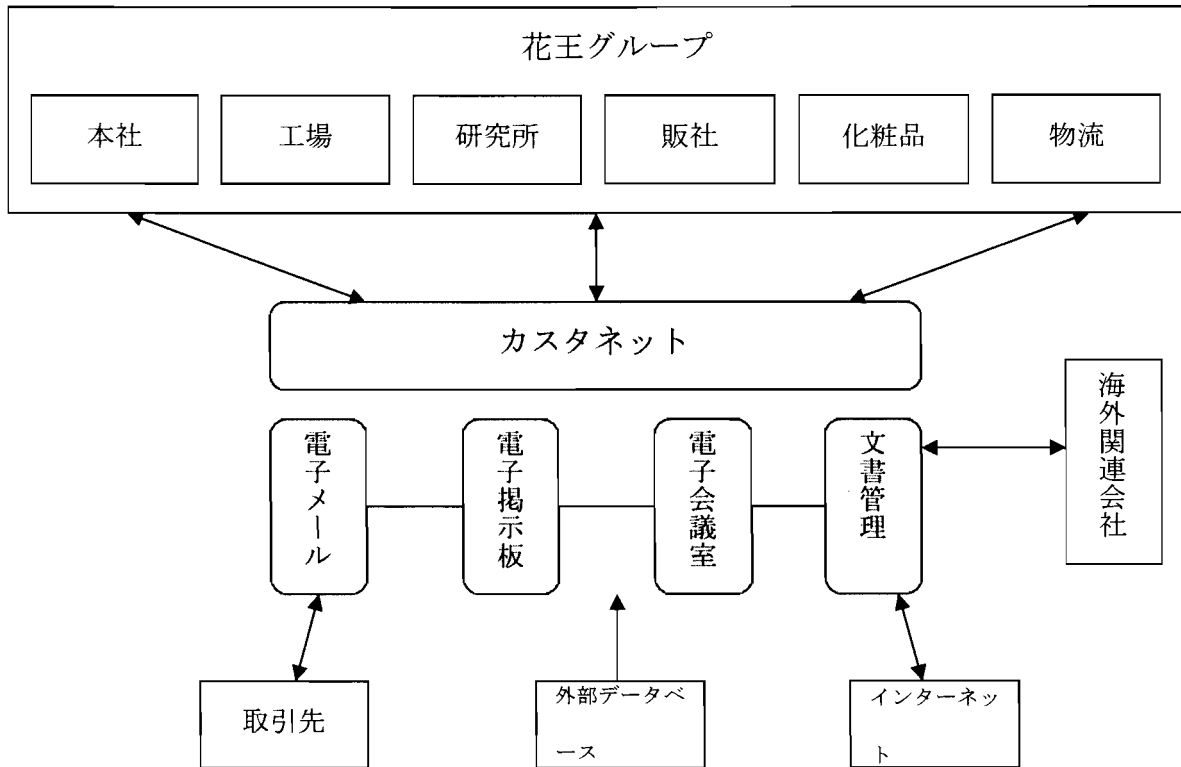 花王グループ
本社
工場
研究所
販社
化粧品
物流
カスタネット
電子メール
電子掲示板
電子会議室
文書管理
海外関連会社
取引先
外部データベ
ース
インターネッ
ト